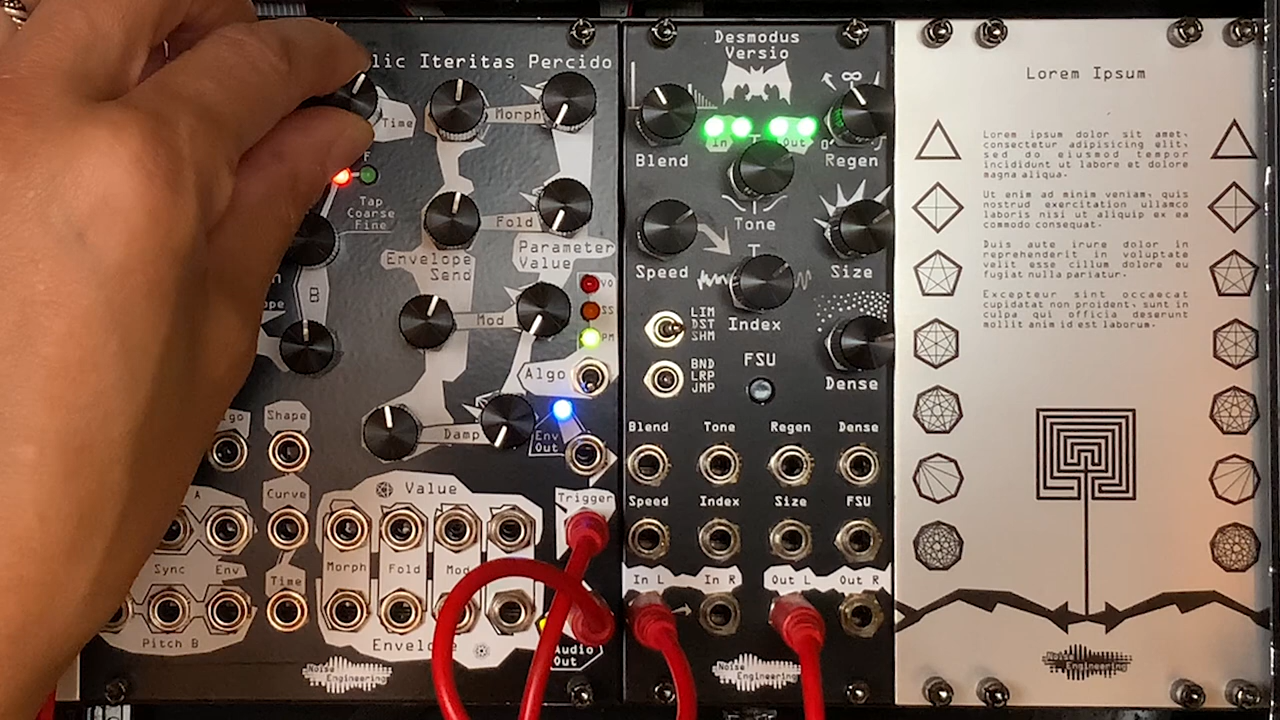 lic Iteritas Percido
Time
Morph
F
Tap
Coarse
Fine
Fold
Envelope
Send
Parameter
Value
B
VO
SS
PM
Mod
Algo
Damp
Env
Out
Shape
Value
Curve
Trigger
A
Sync
Env
Time
Morph
Fold
Mod
Pitch B
Envelope
Audio
Out
Noise
Engineering
Desmodus
Versio
In
Out
Blend
Regen
T
Tone
Speed
Size
T
Index
LIM
DST
SHM
BND
LRP
JMP
FSU
Dense
Blend Tone Regen Dense
Speed Index Size FSU
In L In R Out L Out R
Noise
Engineering
Lorem Ipsum
Lorem ipsum dolor sit amet,
consectetur adipisicing elit,
sed do eiusmod tempor
incididunt ut labore et dolore
magna aliqua.
Ut enim ad minim veniam, quis
nostrud exercitation ullamco
laboris nisi ut aliquip ex ea
commodo consequat.
Duis aute irure dolor in
reprehenderit in voluptate
velit esse cillum dolore eu
fugiat nulla pariatur.
Excepteur sint occaecat
cupidatat non proident, sunt in
culpa qui officia deserunt
mollit anim id est laborum.
Noise
Engineering